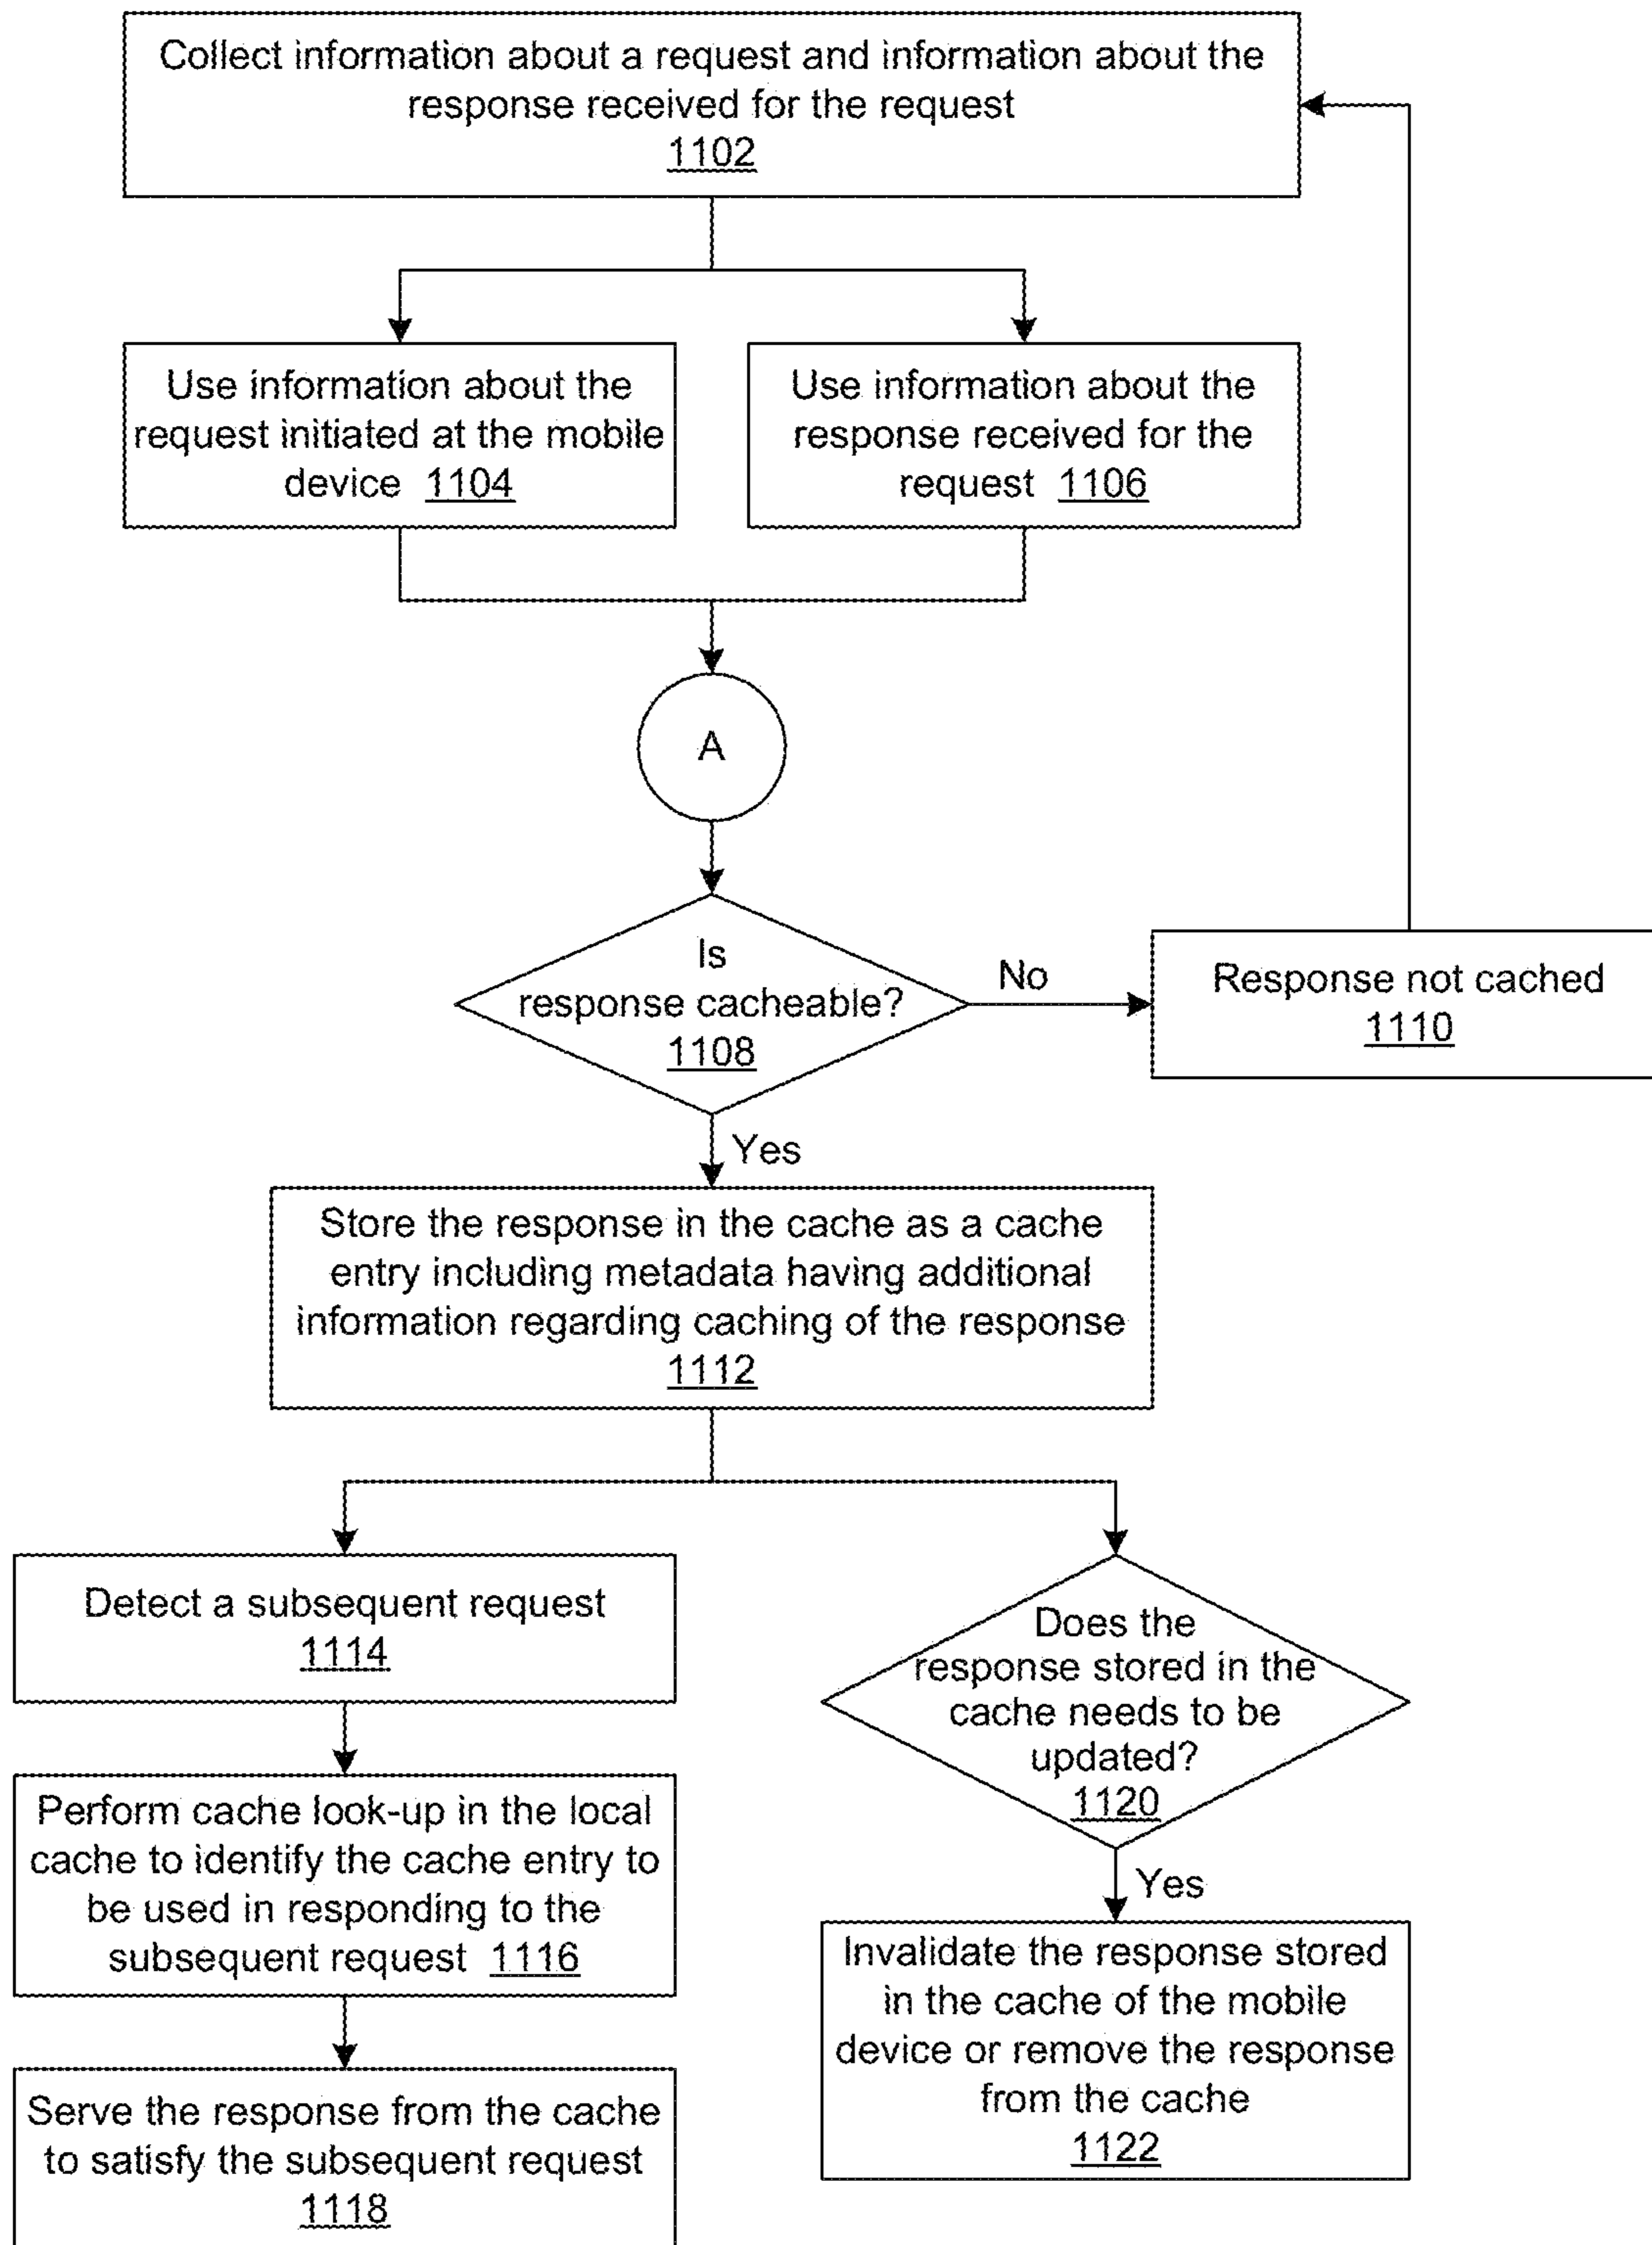 Collect information about a request and information about the
response received for the request
1102
Use information about the
request initiated at the mobile
device 1104
Use information about the
response received for the
request 1106
A
Is
response cacheable?
1108
No
Response not cached
1110
Yes
Store the response in the cache as a cache
entry including metadata having additional
information regarding caching of the response
1112
Detect a subsequent request
1114
Perform cache look-up in the local
cache to identify the cache entry to
be used in responding to the
subsequent request 1116
Serve the response from the cache
to satisfy the subsequent request
1118
Does the
response stored in the
cache needs to be
updated?
1120
Yes
Invalidate the response stored
in the cache of the mobile
device or remove the response
from the cache
1122